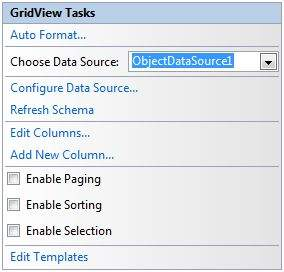 GridView Tasks
Auto Format...
Choose Data Source: ObjectDataSource1
Configure Data Source...
Refresh Schema
Edit Columns...
Add New Column...
Enable Paging
Enable Sorting
Enable Selection
Edit Templates